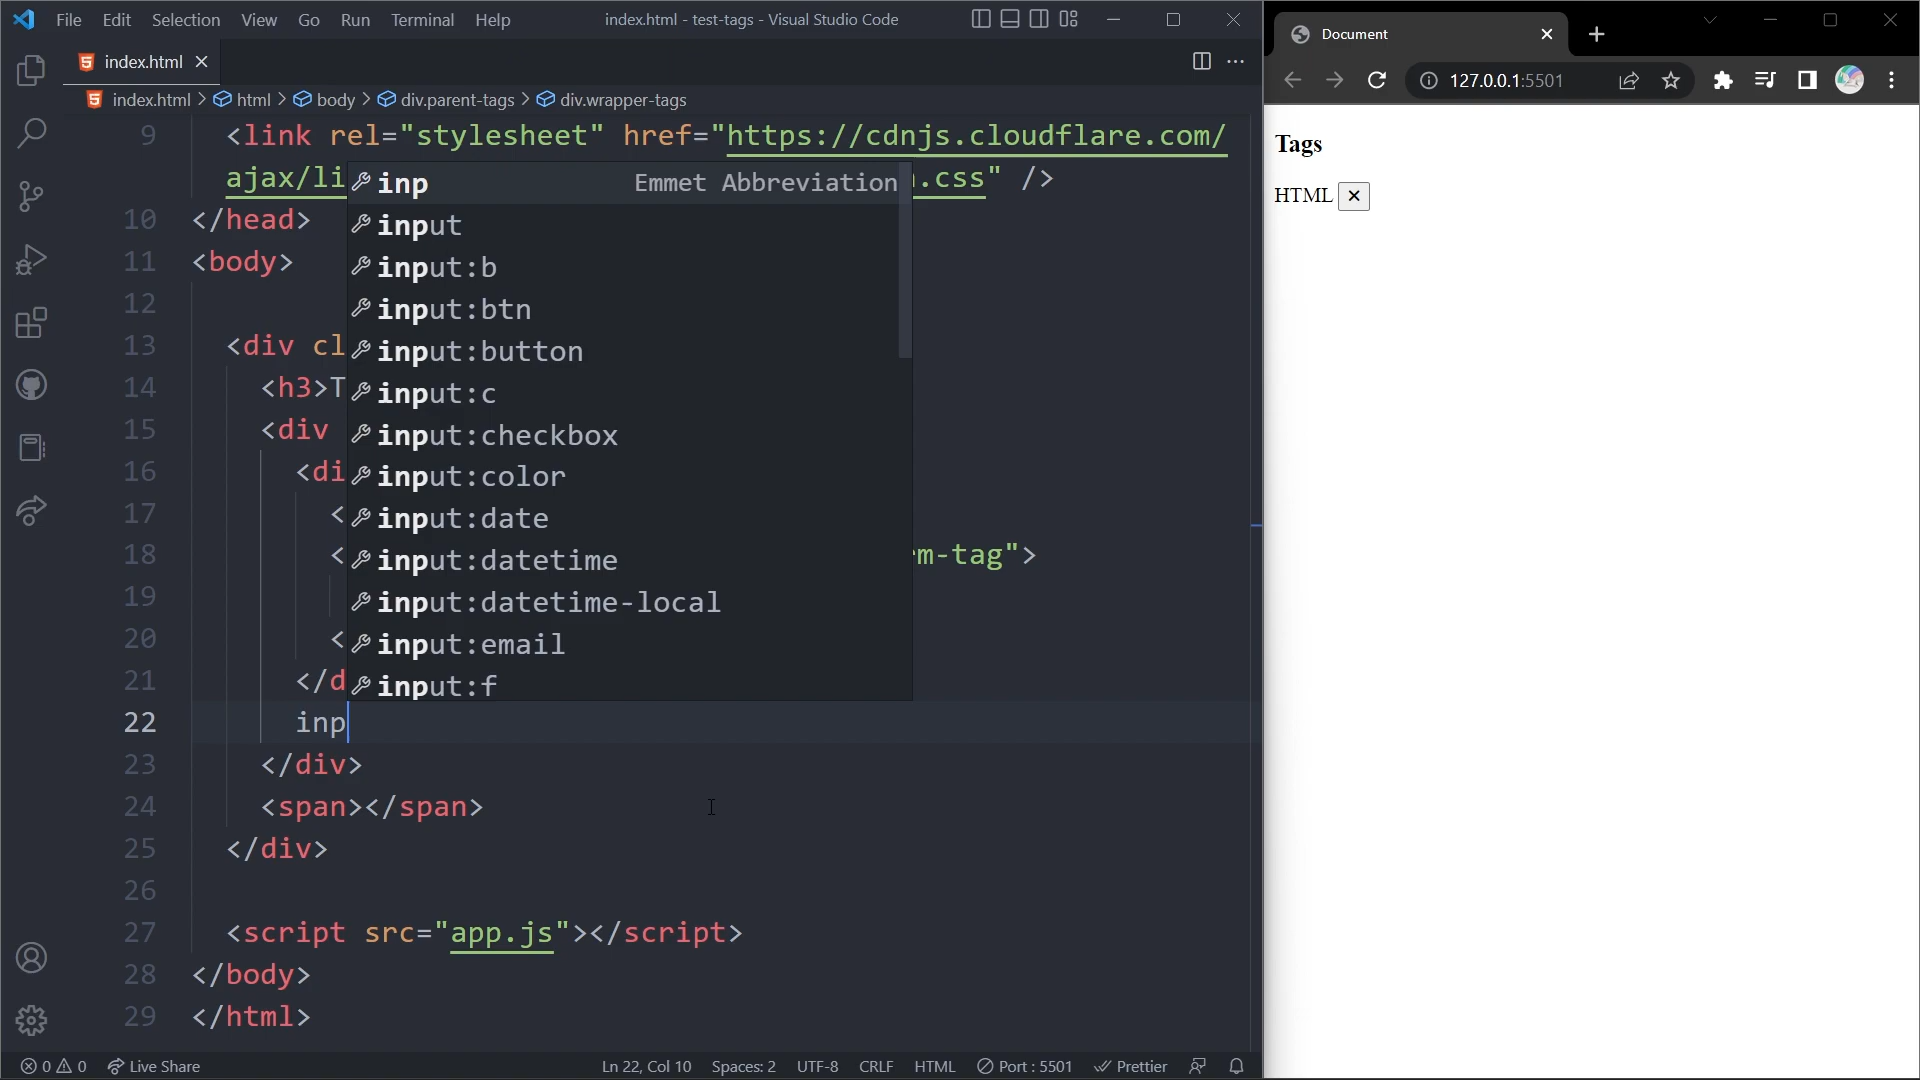 File Edit Selection View Go Run Terminal Help
index.html - test-tags - Visual Studio Code
index.html
index.html > html > body > div.parent-tags > div.wrapper-tags
9 <link rel="stylesheet" href="https://cdnjs.cloudflare.com/
ajax/li .css" />
10 </head>
11 <body>
12
13 <div cl
14 <h3>T
15 <div
16 <di
17 <
18 < m-tag">
19
20 <
21 </d
22 inp
23 </div>
24 <span></span>
25 </div>
26
27 <script src="app.js"></script>
28 </body>
29 </html>
inp Emmet Abbreviation
input
input:b
input:btn
input:button
input:c
input:checkbox
input:color
input:date
input:datetime
input:datetime-local
input:email
input:f
0 0 Live Share Ln 22, Col 10 Spaces: 2 UTF-8 CRLF HTML Port : 5501 Prettier
Document
127.0.0.1:5501
Tags
HTML ×